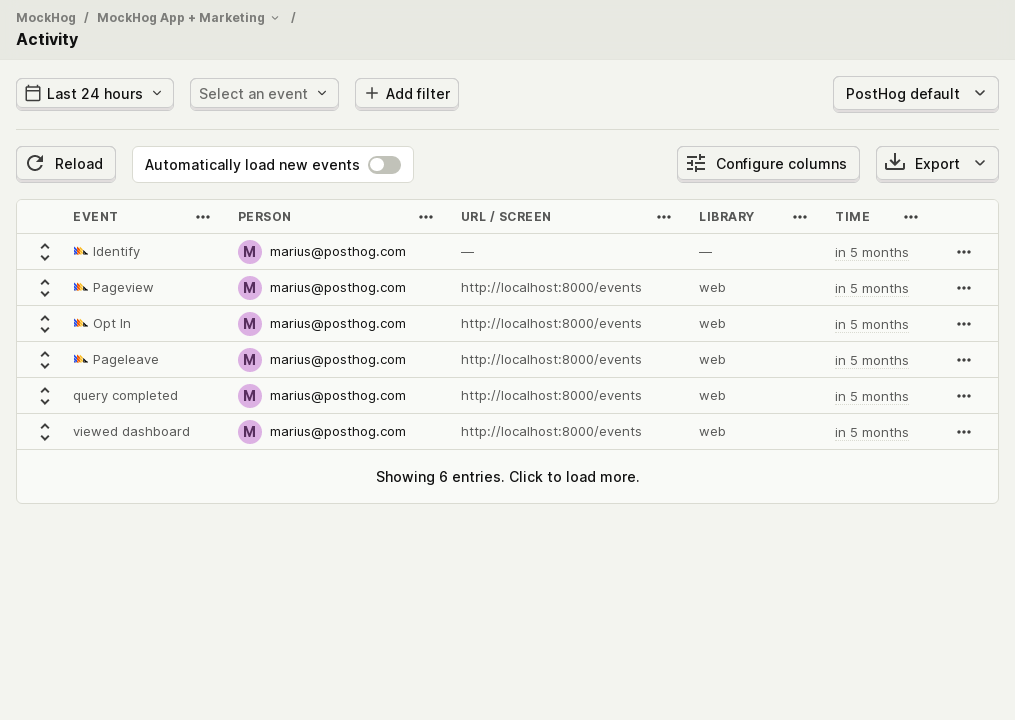 MockHog / MockHog App + Marketing /
Activity
Last 24 hours Select an event Add filter PostHog default
Reload Automatically load new events Configure columns Export
EVENT PERSON URL / SCREEN LIBRARY TIME
Identify M marius@posthog.com — — in 5 months
Pageview M marius@posthog.com http://localhost:8000/events web in 5 months
Opt In M marius@posthog.com http://localhost:8000/events web in 5 months
Pageleave M marius@posthog.com http://localhost:8000/events web in 5 months
query completed M marius@posthog.com http://localhost:8000/events web in 5 months
viewed dashboard M marius@posthog.com http://localhost:8000/events web in 5 months
Showing 6 entries. Click to load more.